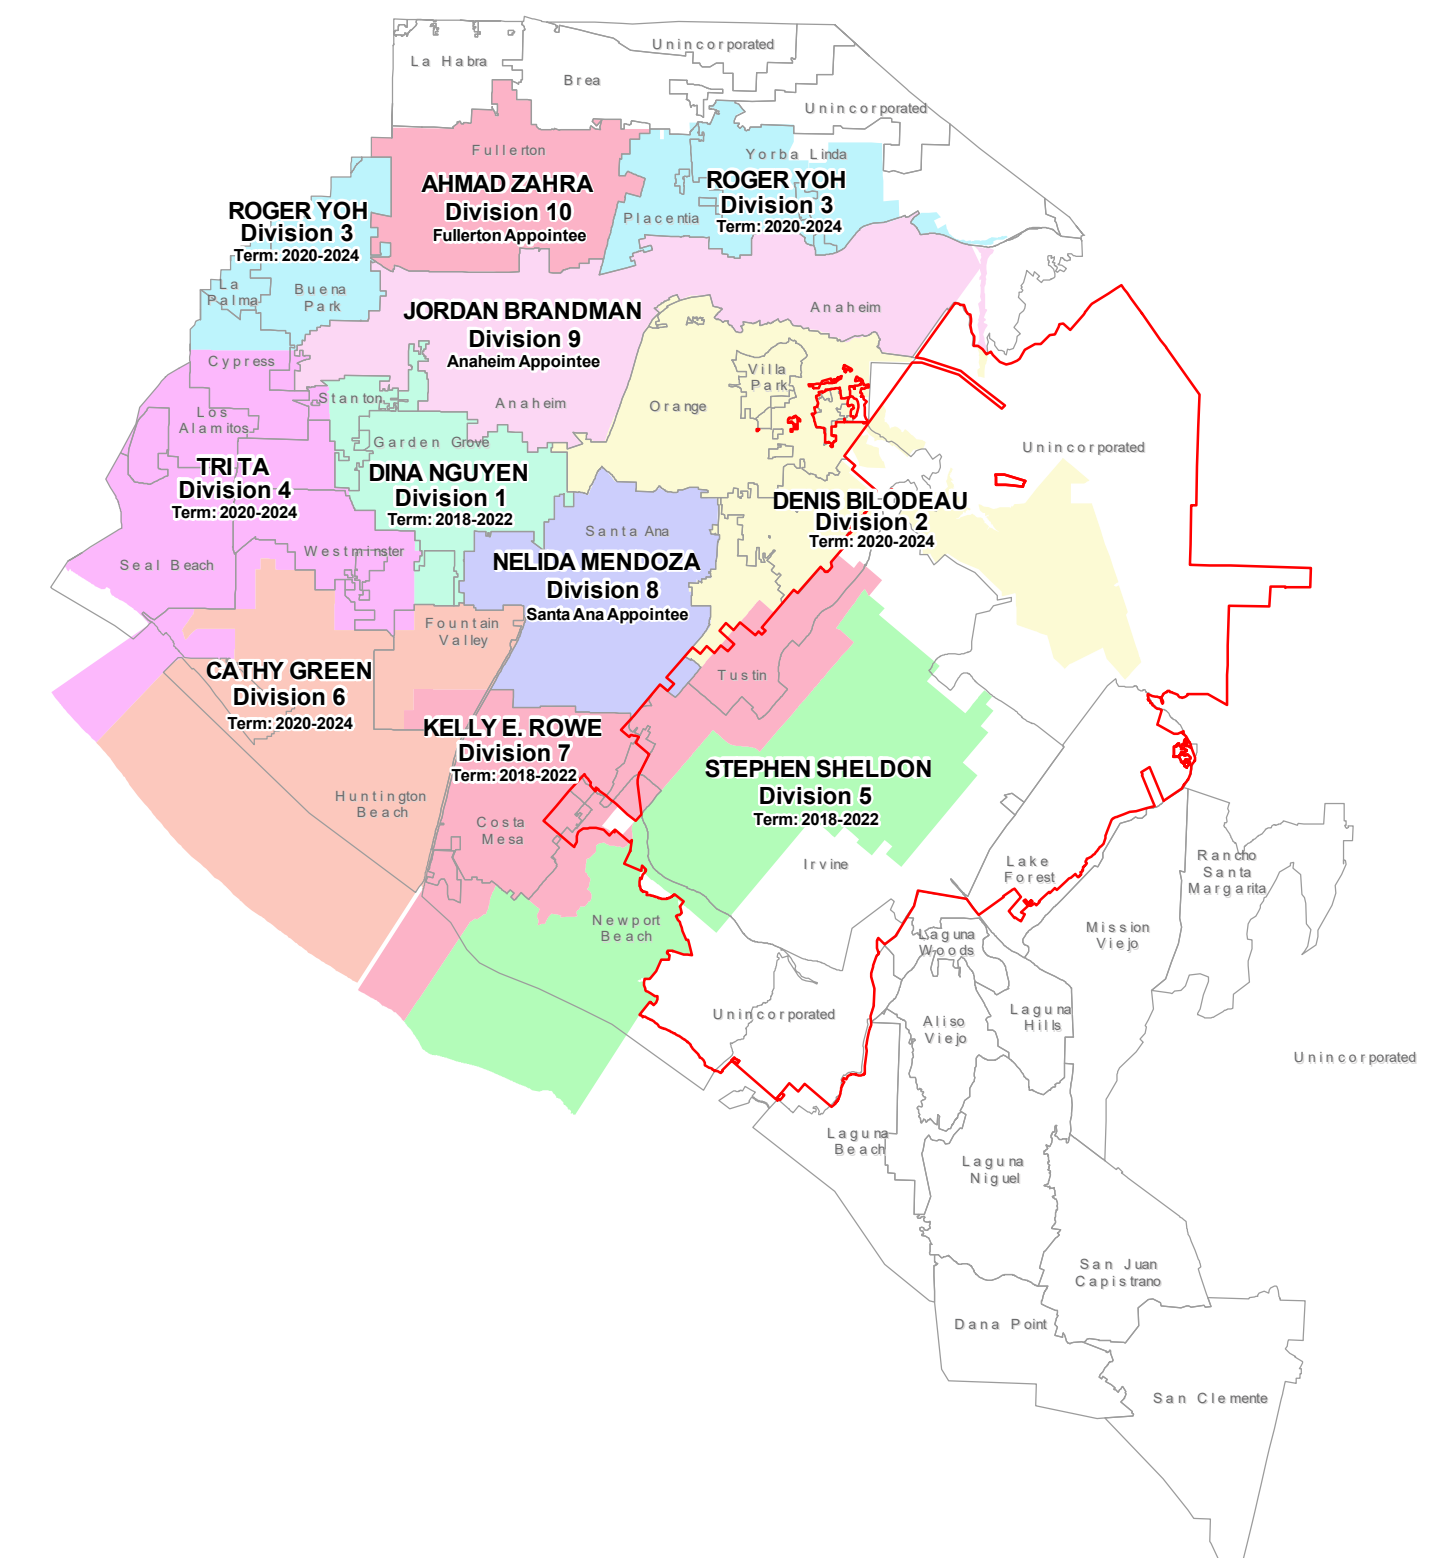 Unincorporated
La Habra
Brea
Unincorporated
Fullerton
Yorba Linda
AHMAD ZAHRA
Division 10
Fullerton Appointee
ROGER YOH
Division 3
Term: 2020-2024
Placentia
ROGER YOH
Division 3
Term: 2020-2024
La
Palma
Buena
Park
JORDAN BRANDMAN
Division 9
Anaheim Appointee
Anaheim
Cypress
Villa
Park
Stanton
Anaheim
Orange
Los
Alamitos
Garden Grove
Unincorporated
TRI TA
Division 4
Term: 2020-2024
DINA NGUYEN
Division 1
Term: 2018-2022
DENIS BILODEAU
Division 2
Term: 2020-2024
Santa Ana
Westminster
Seal Beach
NELIDA MENDOZA
Division 8
Santa Ana Appointee
Fountain
Valley
CATHY GREEN
Division 6
Term: 2020-2024
Tustin
KELLY E. ROWE
Division 7
Term: 2018-2022
STEPHEN SHELDON
Division 5
Term: 2018-2022
Huntington
Beach
Costa
Mesa
Irvine
Lake
Forest
Rancho
Santa
Margarita
Newport
Beach
Laguna
Woods
Mission
Viejo
Unincorporated
Aliso
Viejo
Laguna
Hills
Unincorporated
Laguna
Beach
Laguna
Niguel
San Juan
Capistrano
Dana Point
San Clemente